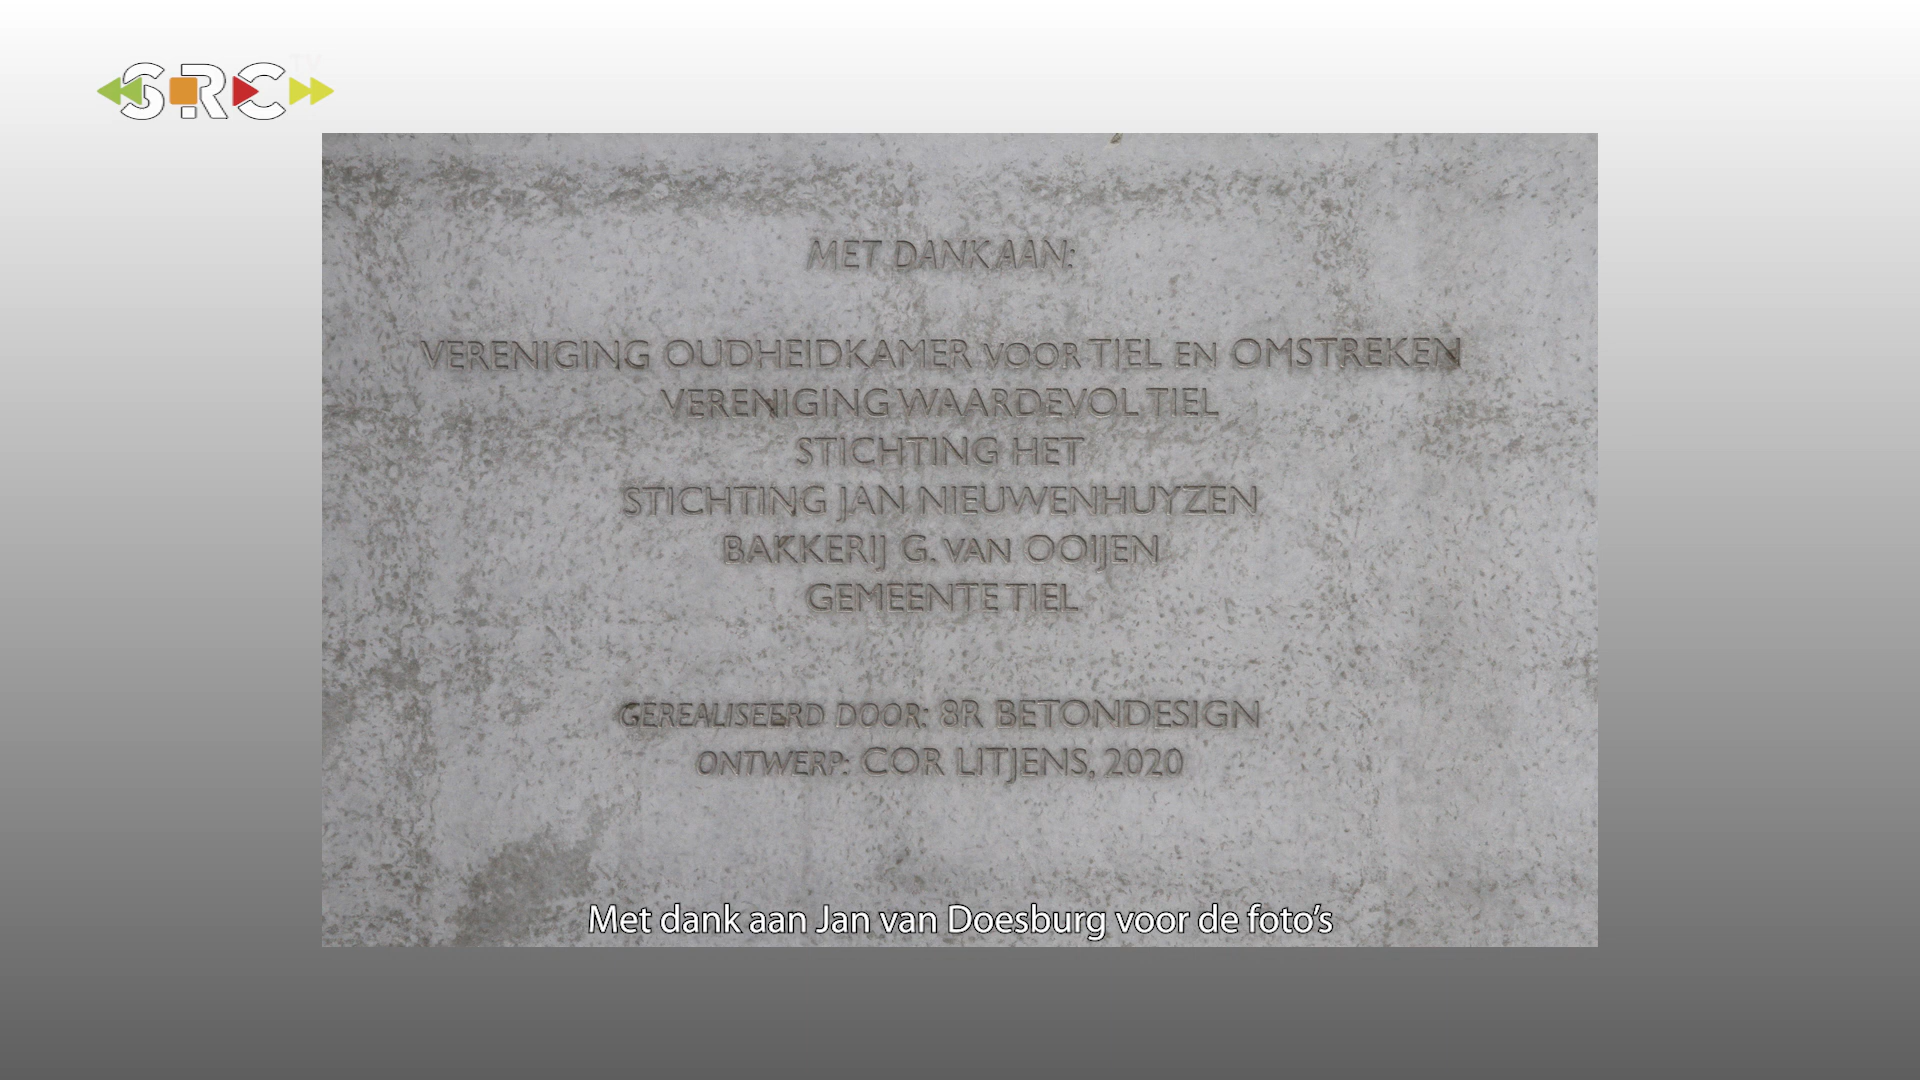 SRC
TV
MET DANK AAN:
VERENIGING OUDHEIDKAMER VOOR TIEL EN OMSTREKEN
VERENIGING WAARDEVOL TIEL
STICHTING HET
STICHTING JAN NIEUWENHUYZEN
BAKKERIJ G. VAN OOIJEN
GEMEENTE TIEL
GEREALISEERD DOOR: 8R BETONDESIGN
ONTWERP: COR LITJENS, 2020
Met dank aan Jan van Doesburg voor de foto’s